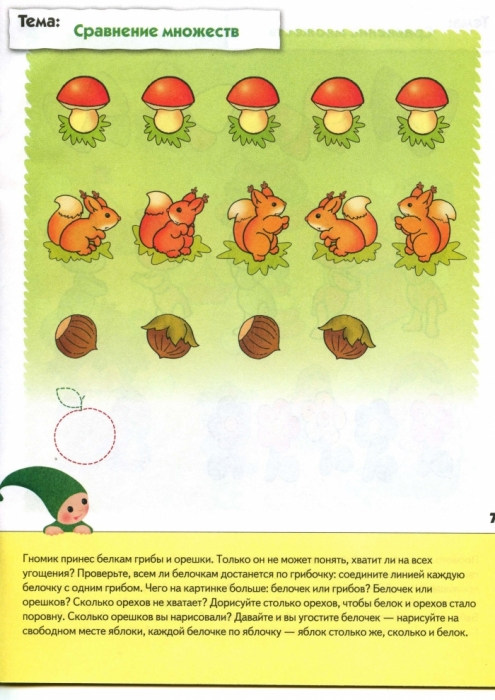 Тема:
Сравнение множеств
7
Гномик принес белкам грибы и орешки. Только он не может понять, хватит ли на всех
угощения? Проверьте, всем ли белочкам достанется по грибочку: соедините линией каждую
белочку с одним грибом. Чего на картинке больше: белочек или грибов? Белочек или
орешков? Сколько орехов не хватает? Дорисуйте столько орехов, чтобы белок и орехов стало
поровну. Сколько орешков вы нарисовали? Давайте и вы угостите белочек — нарисуйте на
свободном месте яблоки, каждой белочке по яблочку — яблок столько же, сколько и белок.